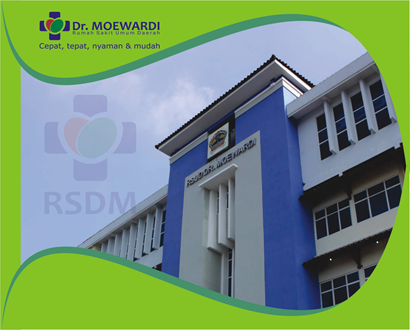 Dr. MOEWARDI
Rumah Sakit Umum Daerah
Cepat, tepat, nyaman & mudah
RSDM
RSUD DR. MOEWARDI